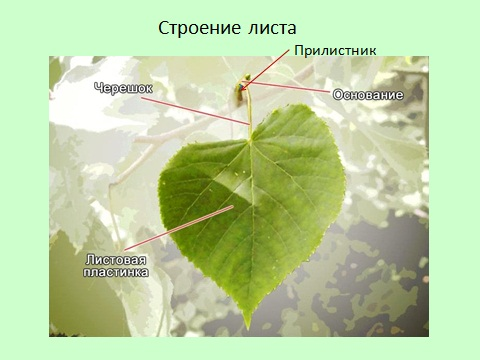 Строение листа
Прилистник
Черешок
Основание
Листовая
пластинка